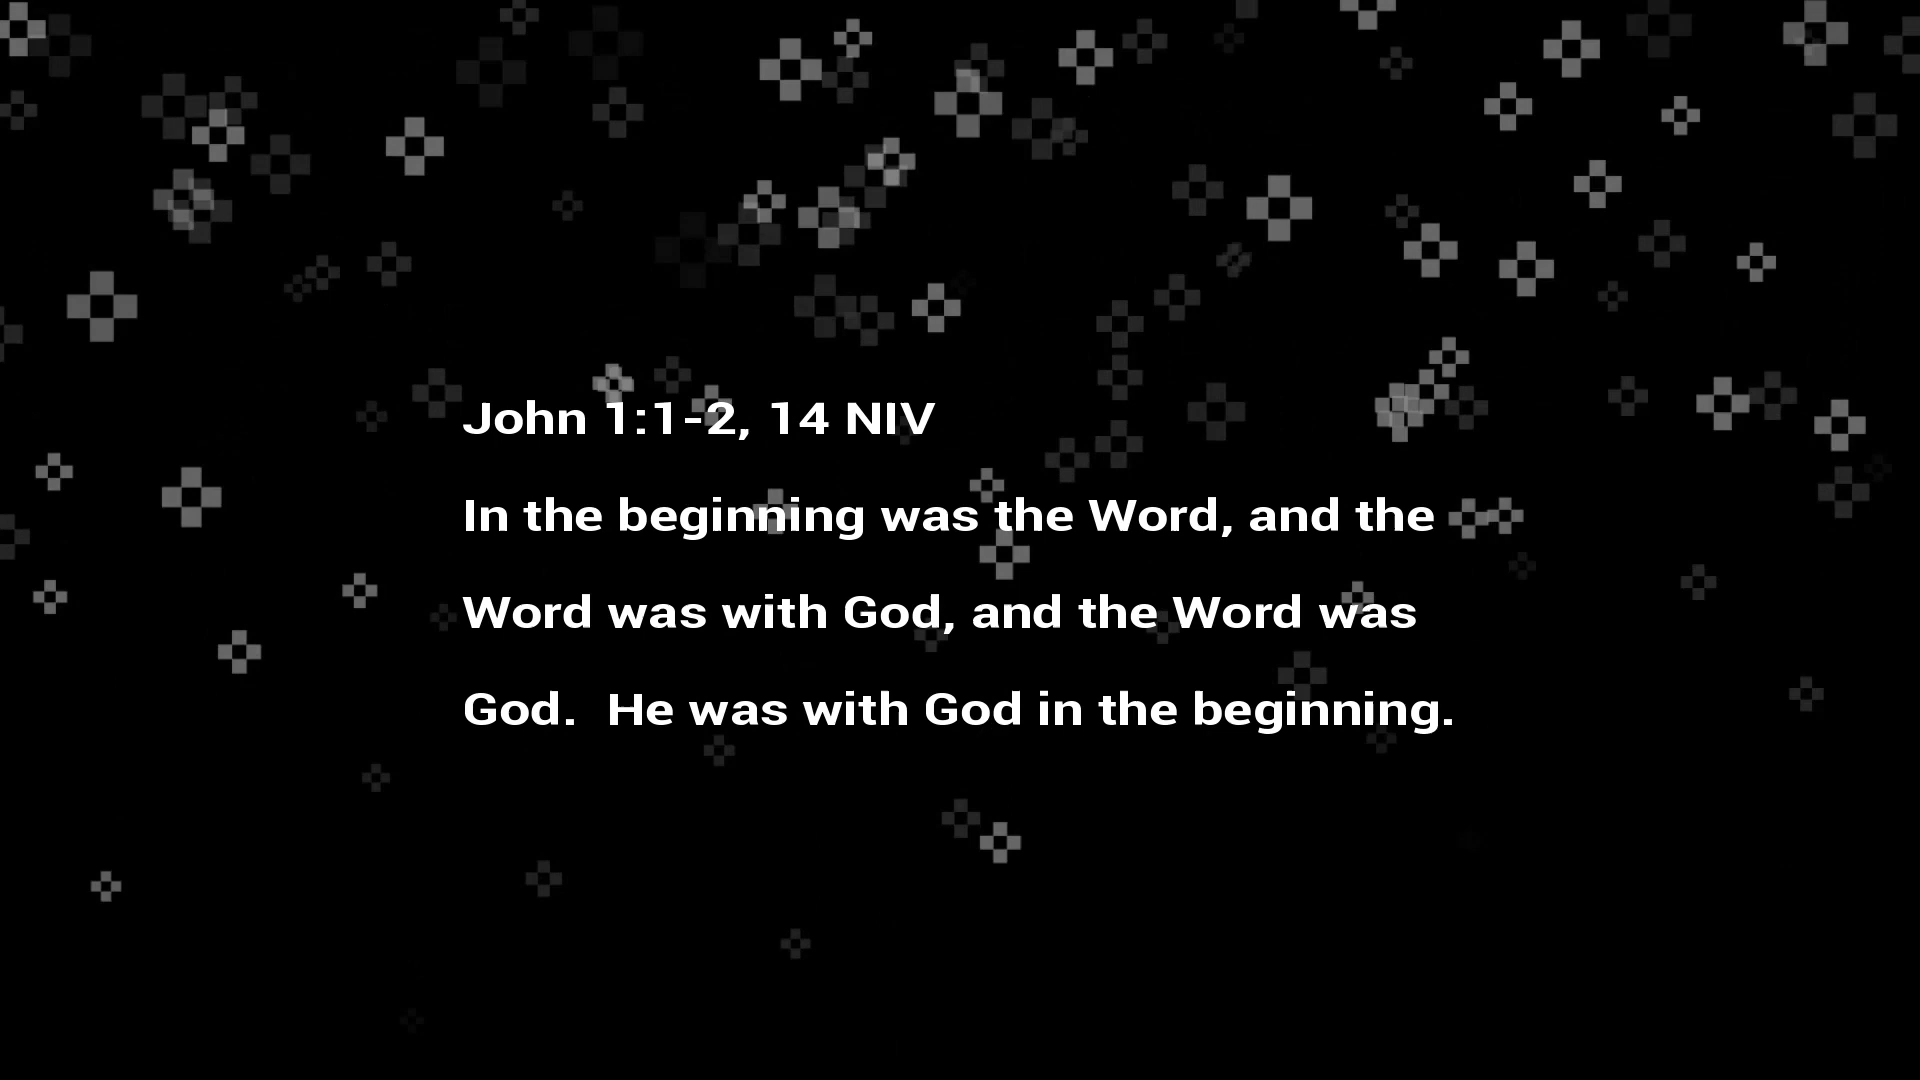 John 1:1-2, 14 NIV
In the beginning was the Word, and the
Word was with God, and the Word was
God.  He was with God in the beginning.